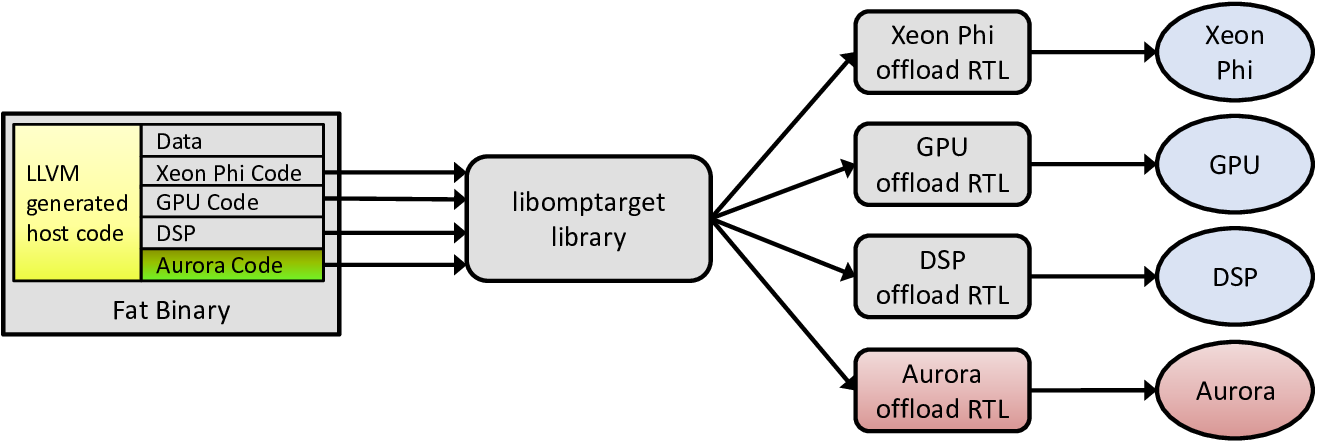 LLVM
generated
host code
Data
Xeon Phi Code
GPU Code
DSP
Aurora Code
Fat Binary
libomptarget
library
Xeon Phi
offload RTL
GPU
offload RTL
DSP
offload RTL
Aurora
offload RTL
Xeon
Phi
GPU
DSP
Aurora